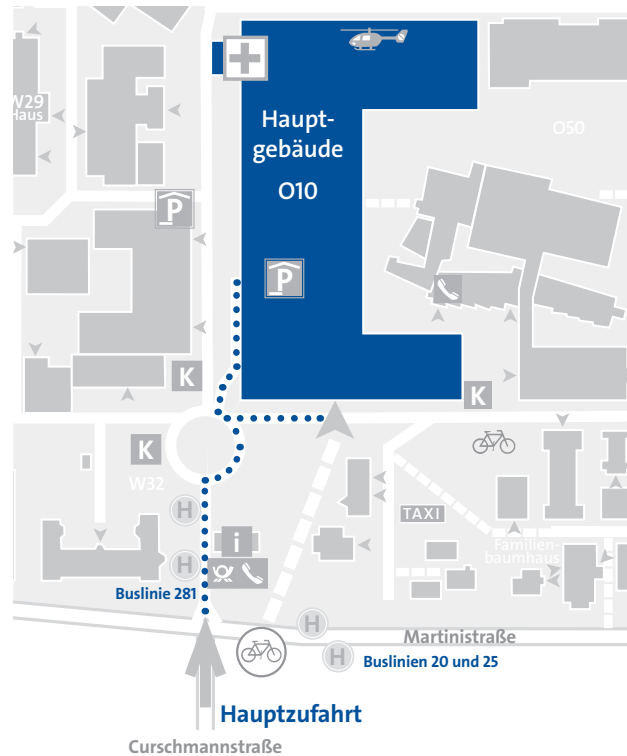 W29
Haus
Haupt-
gebäude
O10
O50
P
P
K
K
K
W32
H
H
i
TAXI
Familien-
baumhaus
Buslinie 281
H
Martinistraße
H
Buslinien 20 und 25
Hauptzufahrt
Curschmannstraße